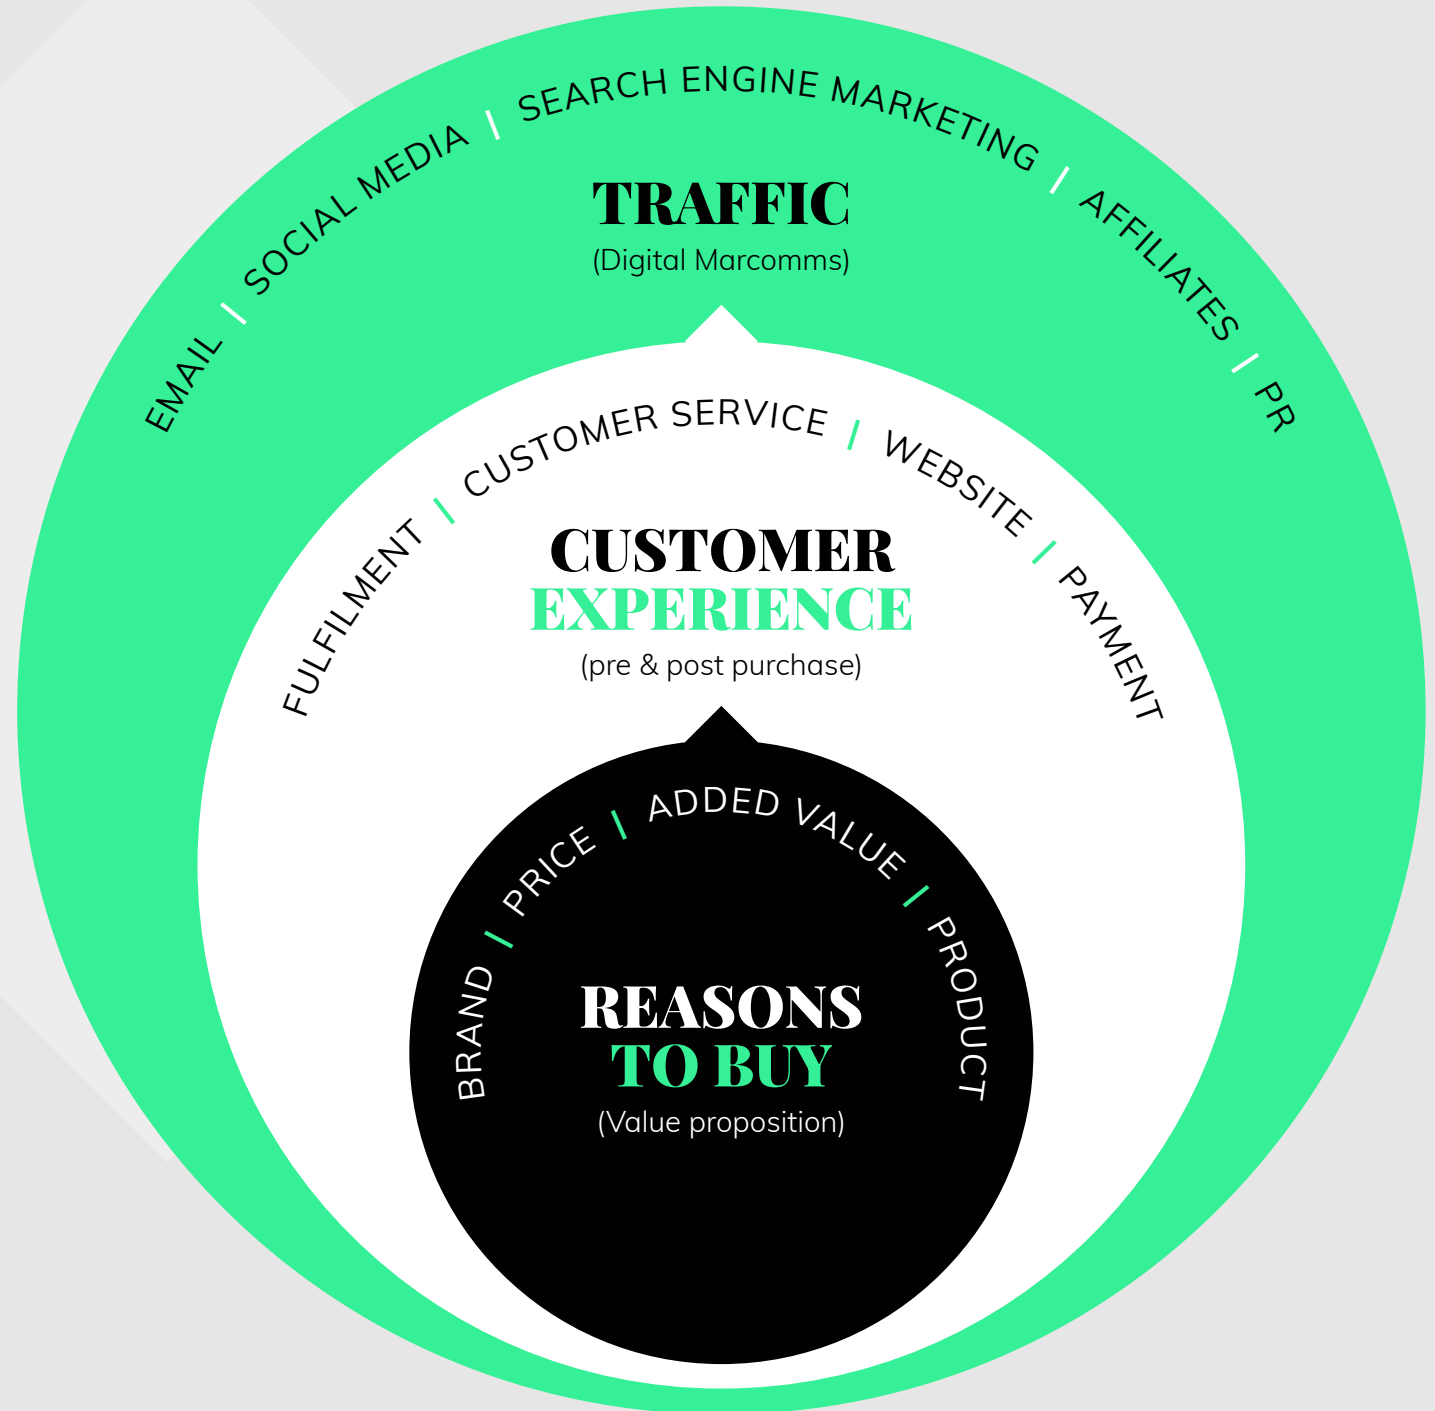 EMAIL | SOCIAL MEDIA | SEARCH ENGINE MARKETING | AFFILIATES | PR
TRAFFIC
(Digital Marcomms)
FULFILMENT | CUSTOMER SERVICE | WEBSITE | PAYMENT
CUSTOMER
EXPERIENCE
(pre & post purchase)
BRAND | PRICE | ADDED VALUE | PRODUCT
REASONS
TO BUY
(Value proposition)